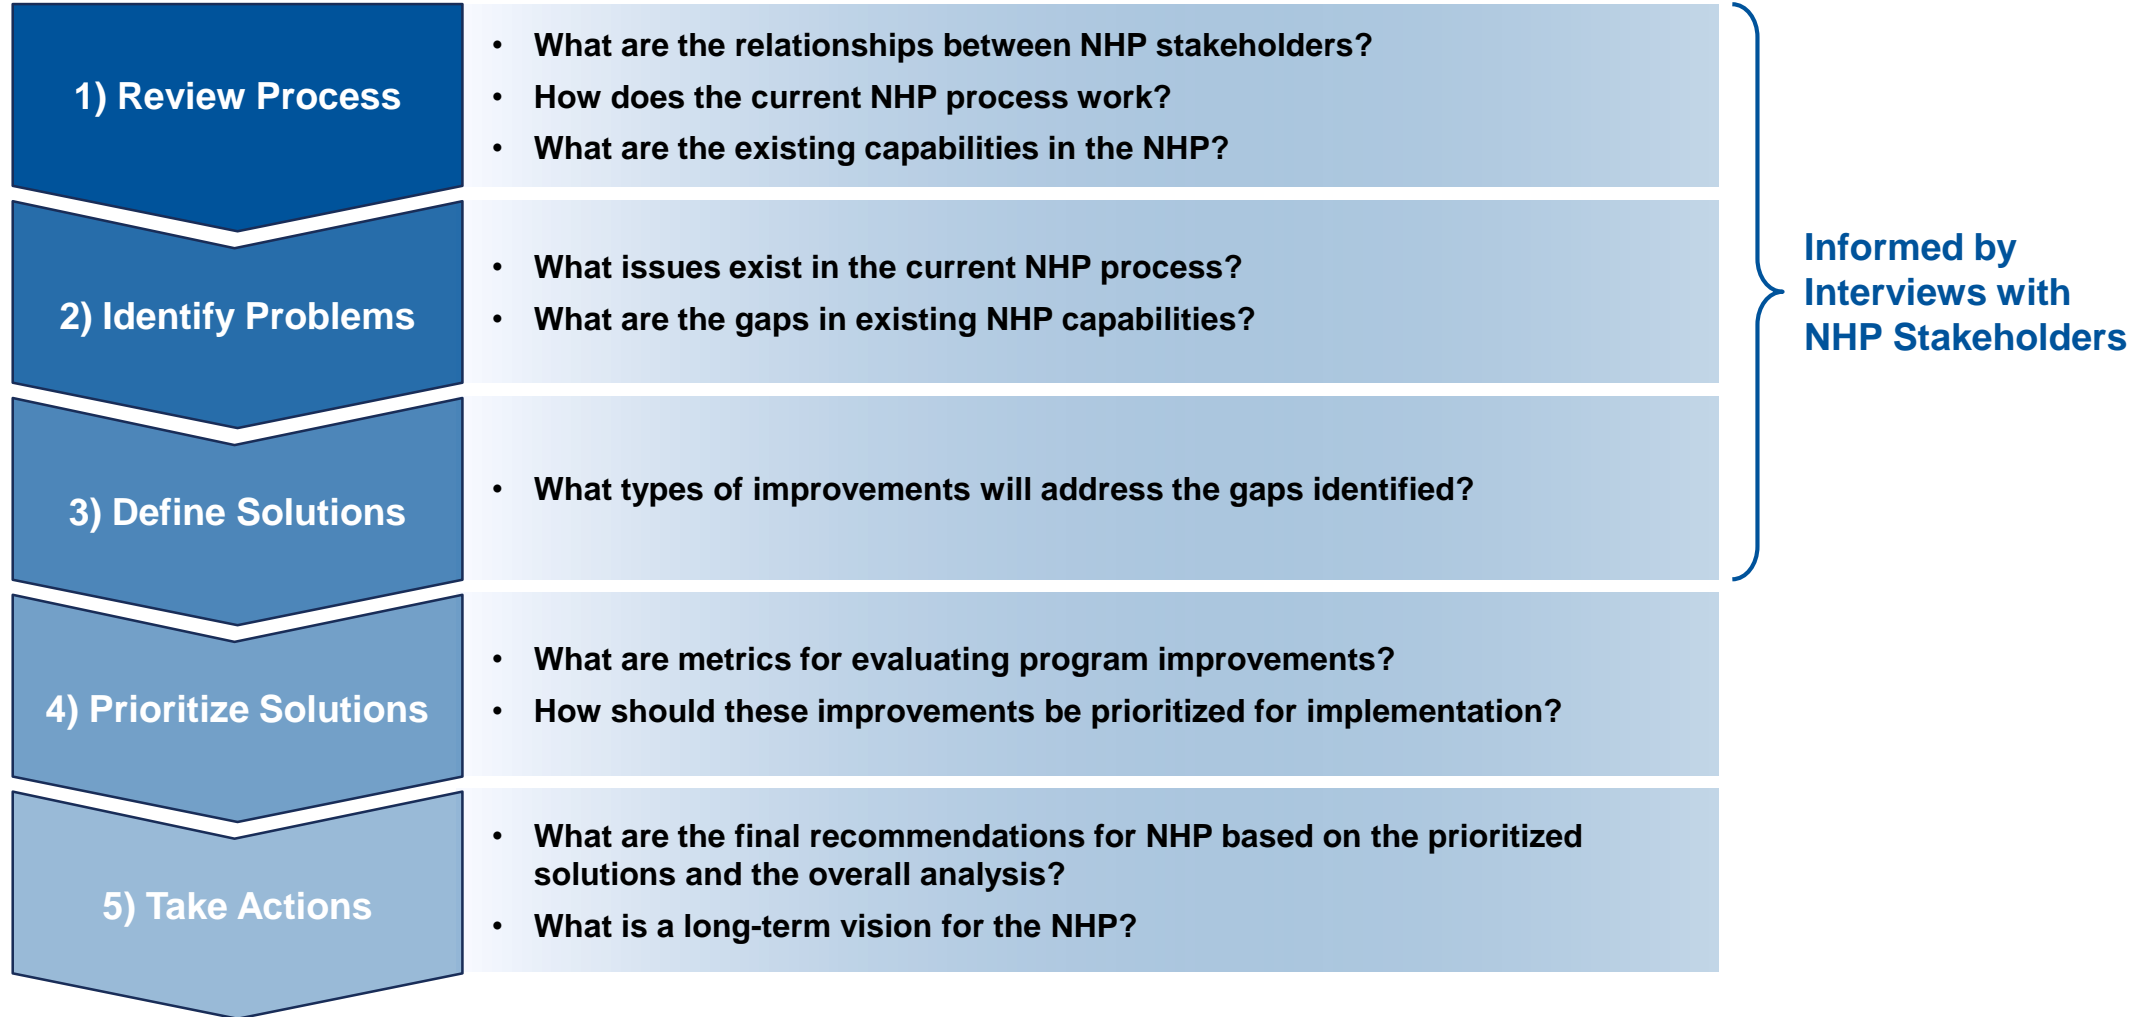 1) Review Process
• What are the relationships between NHP stakeholders?
• How does the current NHP process work?
• What are the existing capabilities in the NHP?
2) Identify Problems
• What issues exist in the current NHP process?
• What are the gaps in existing NHP capabilities?
3) Define Solutions
• What types of improvements will address the gaps identified?
Informed by
Interviews with
NHP Stakeholders
4) Prioritize Solutions
• What are metrics for evaluating program improvements?
• How should these improvements be prioritized for implementation?
5) Take Actions
• What are the final recommendations for NHP based on the prioritized
solutions and the overall analysis?
• What is a long-term vision for the NHP?